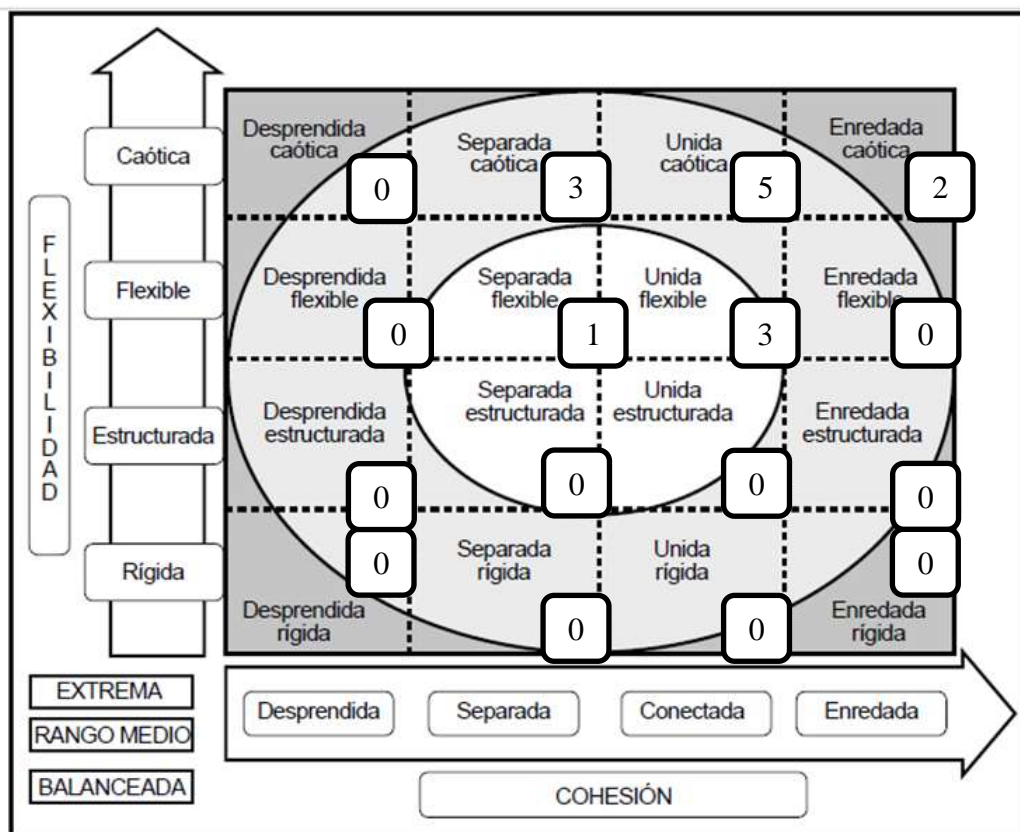 Caótica
Desprendida
caótica
0
Separada
caótica
3
Unida
caótica
5
Enredada
caótica
2
FLEXIBILIDAD
Flexible
Desprendida
flexible
0
Separada
flexible
1
Unida
flexible
3
Enredada
flexible
0
Estructurada
Desprendida
estructurada
0
Separada
estructurada
0
Unida
estructurada
0
Enredada
estructurada
0
Rígida
0
Desprendida
rígida
Separada
rígida
0
Unida
rígida
0
0
Enredada
rígida
EXTREMA
RANGO MEDIO
BALANCEADA
Desprendida
Separada
Conectada
Enredada
COHESIÓN